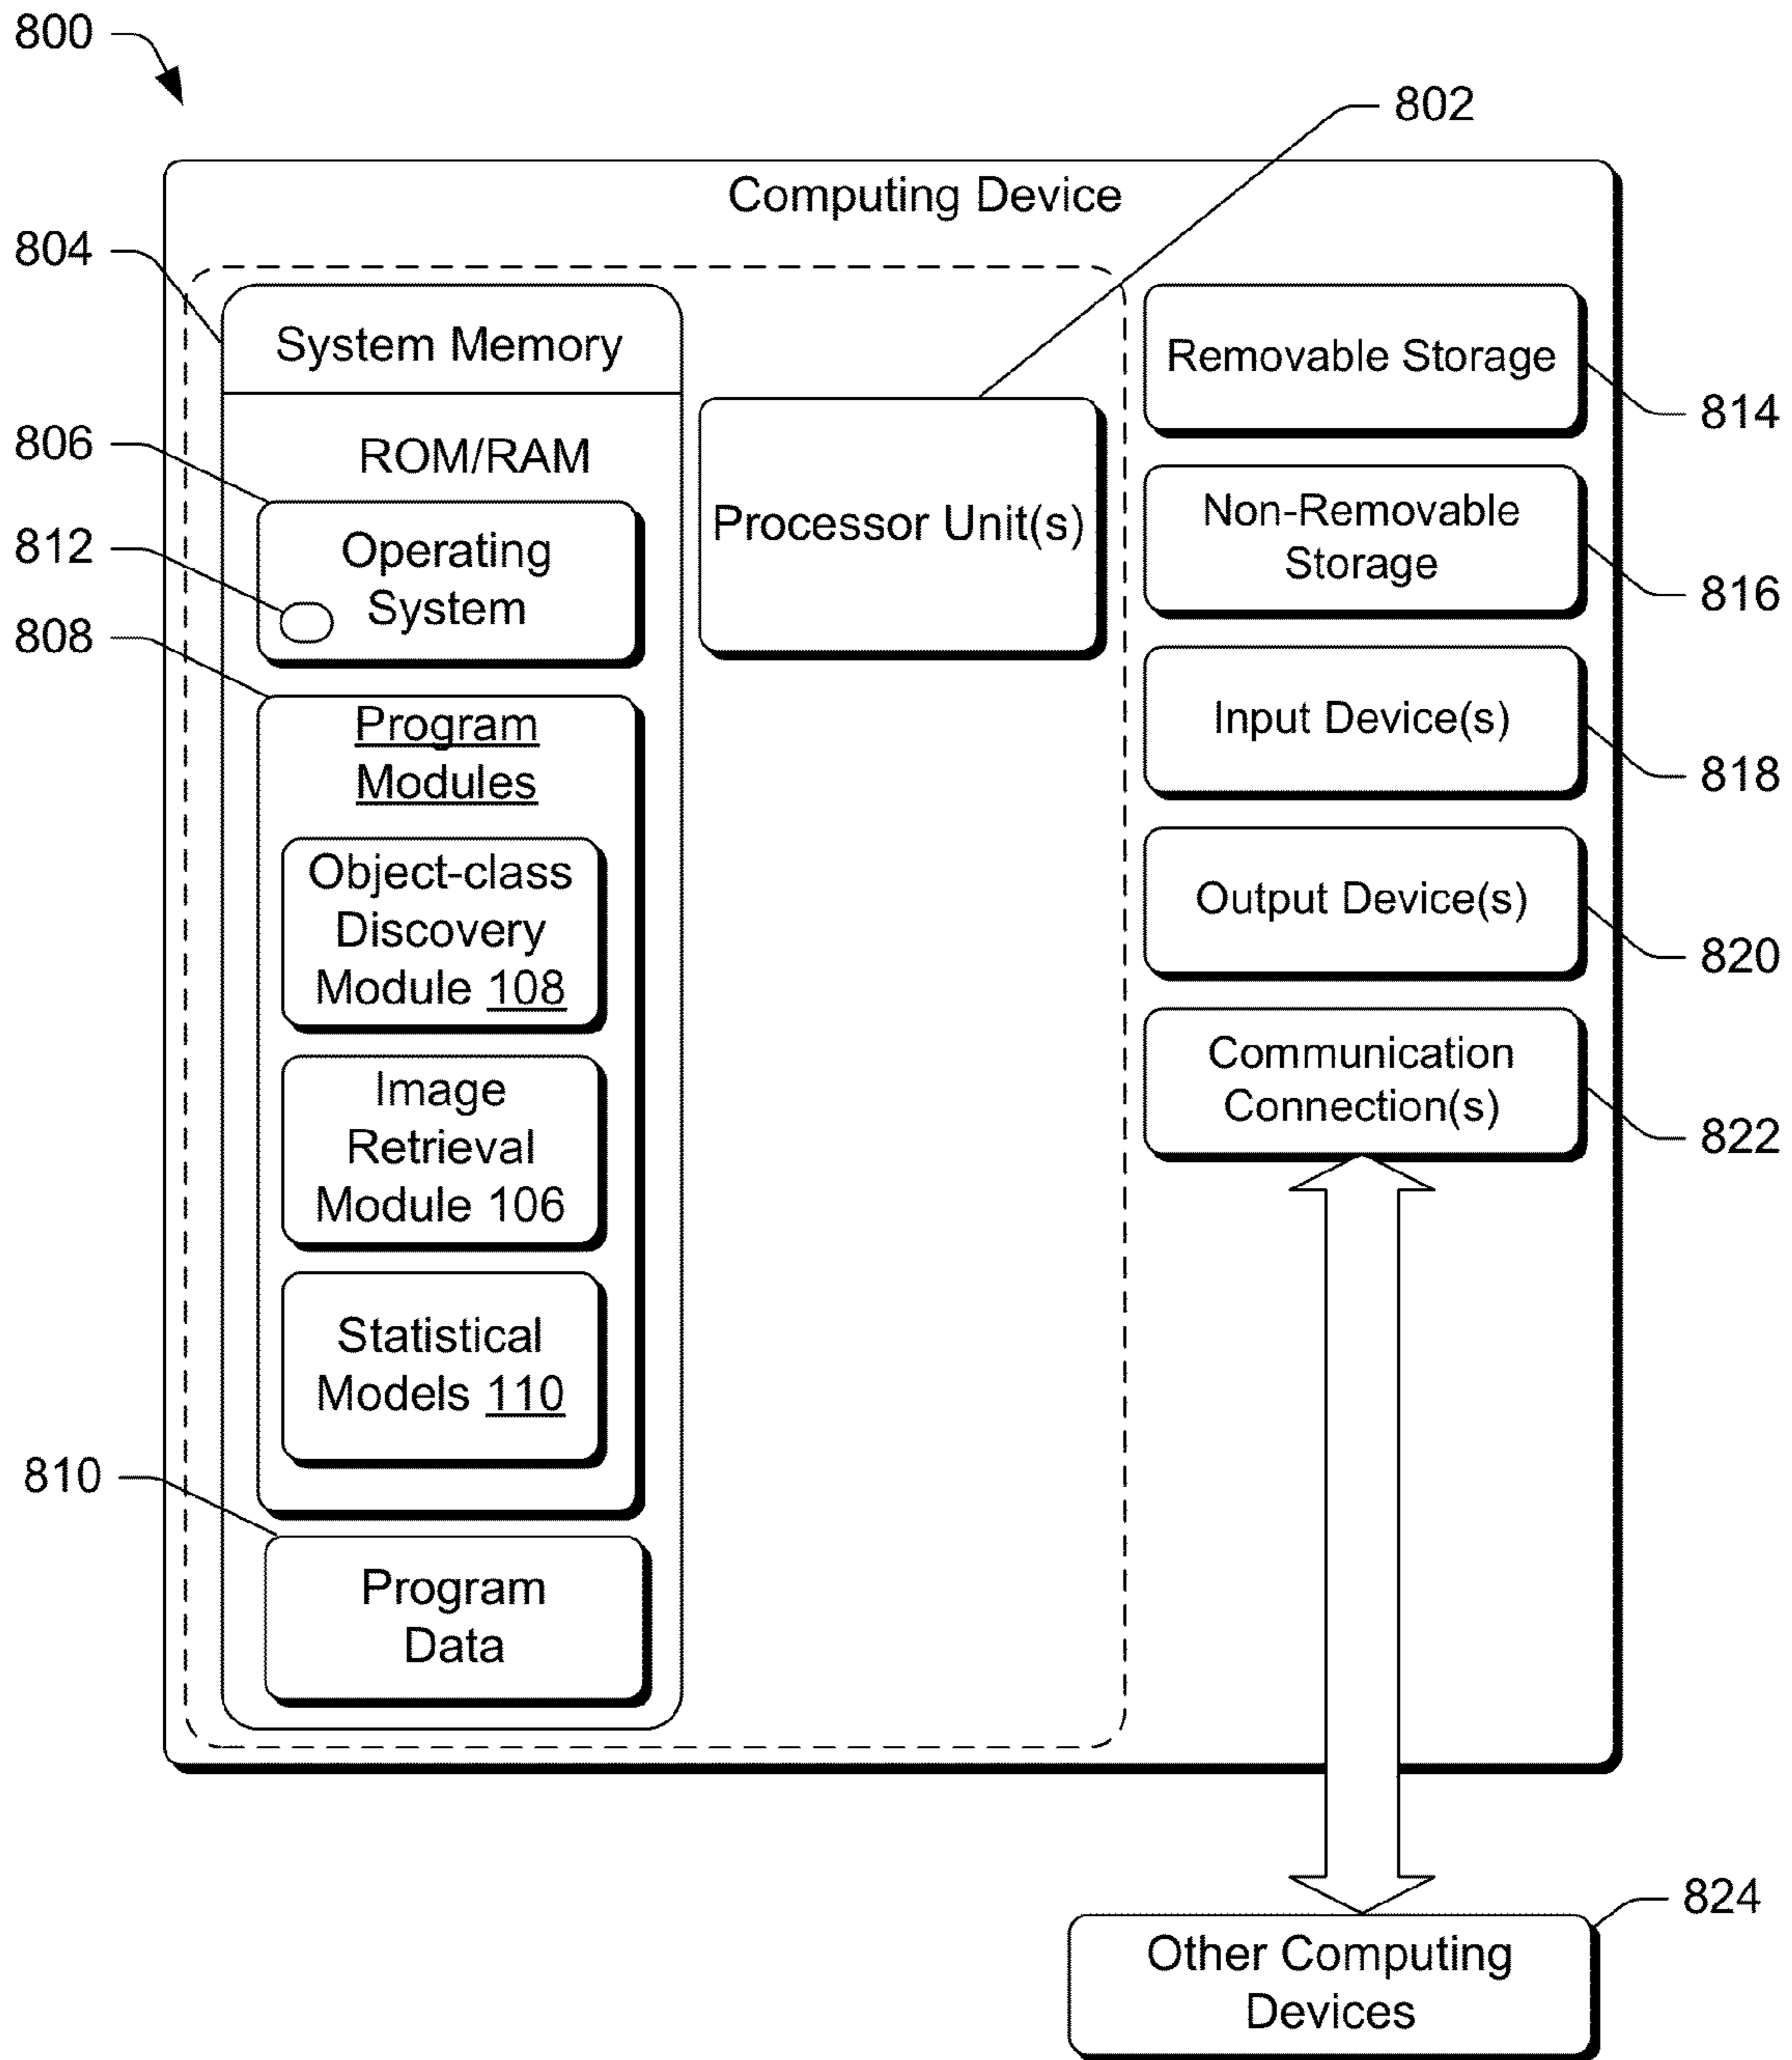 800
802
Computing Device
804
System Memory
ROM/RAM
806
Operating
System
812
808
Program
Modules
Object-class
Discovery
Module 108
Image
Retrieval
Module 106
Statistical
Models 110
810
Program
Data
Processor Unit(s)
Removable Storage
814
Non-Removable
Storage
816
Input Device(s)
818
Output Device(s)
820
Communication
Connection(s)
822
824
Other Computing
Devices